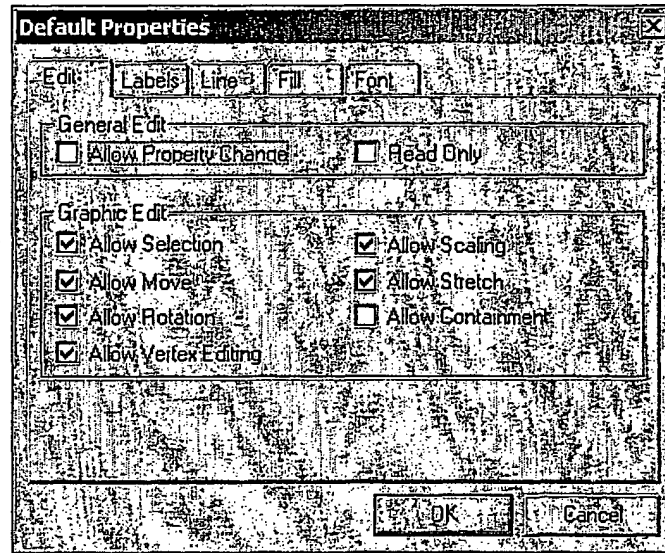 Default Properties
Edit Labels Line Fill Font
General Edit
Allow Property Change Read Only
Graphic Edit
Allow Selection Allow Scaling
Allow Move Allow Stretch
Allow Rotation Allow Containment
Allow Vertex Editing
OK Cancel